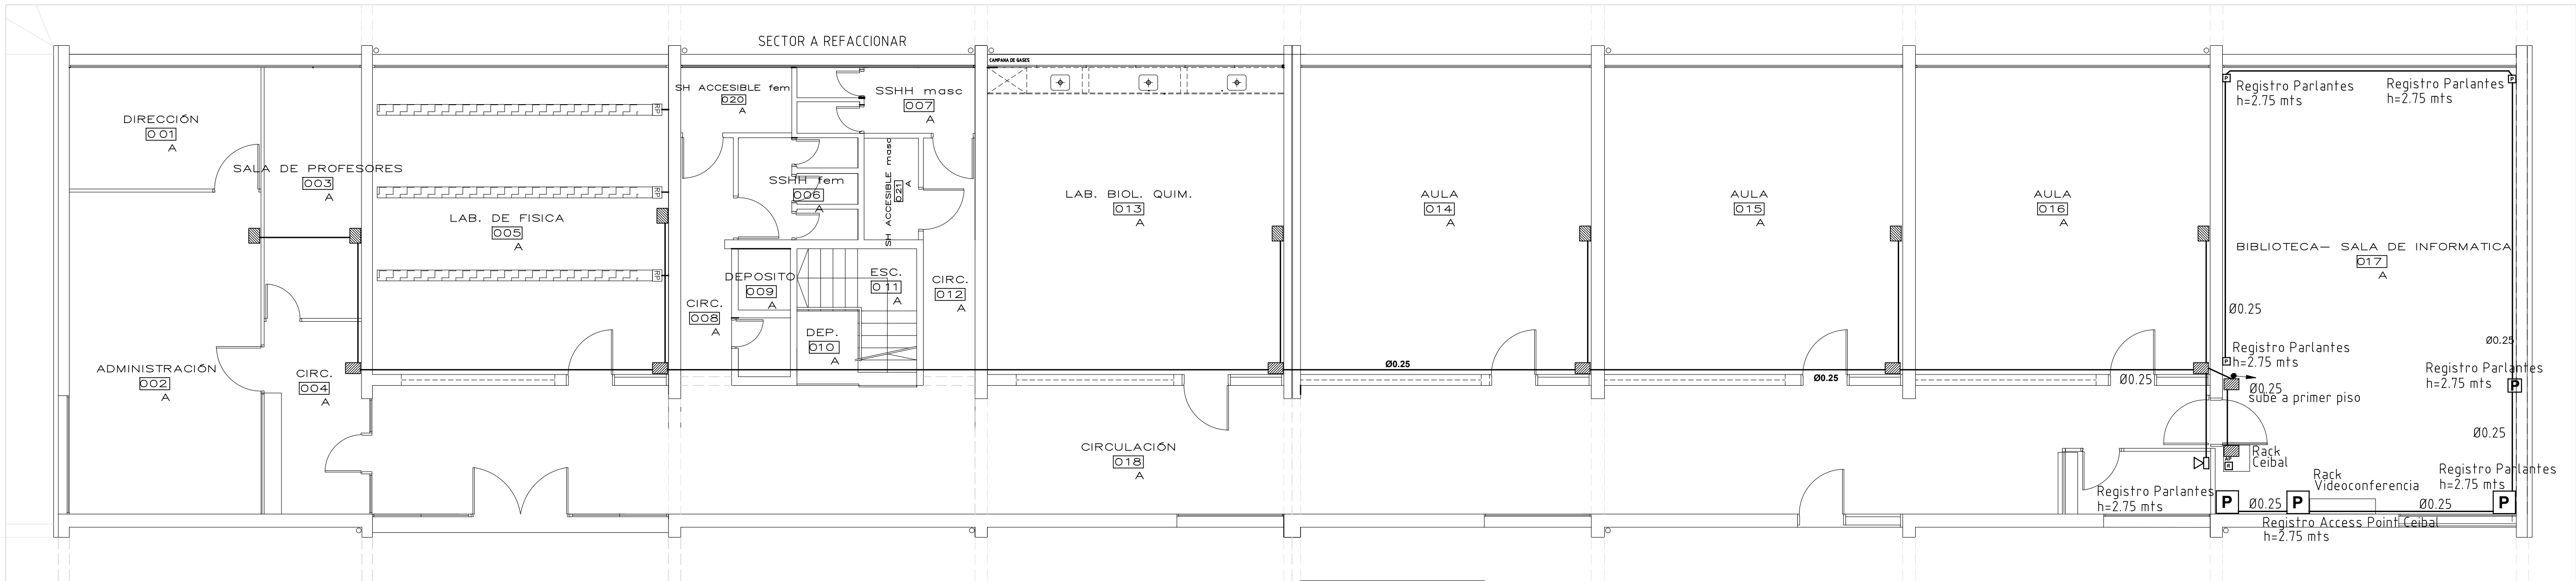 SECTOR A REFACCIONAR
DIRECCIÓN
001
A
SALA DE PROFESORES
003
A
ADMINISTRACIÓN
002
A
CIRC.
004
A
LAB. DE FISICA
005
A
RP
RP
RP
SH ACCESIBLE fem
020
A
SSHH masc
007
A
SSHH fem
006
A
SH ACCESIBLE masc
021
A
DEPOSITO
009
A
CIRC.
008
A
ESC.
011
A
DEP.
010
A
CIRC.
012
A
CAMPANA DE GASES
LAB. BIOL. QUIM.
013
A
AULA
014
A
AULA
015
A
AULA
016
A
Ø0.25
Ø0.25
Ø0.25
CIRCULACIÓN
018
A
P
Registro Parlantes
h=2.75 mts
P
Registro Parlantes
h=2.75 mts
BIBLIOTECA- SALA DE INFORMATICA
017
A
Ø0.25
Ø0.25
P
Registro Parlantes
h=2.75 mts
Registro Parlantes
h=2.75 mts
P
Ø0.25
sube a primer piso
Ø0.25
Rack
Ceibal
AP
R
Rack
Videoconferencia
Registro Parlantes
h=2.75 mts
Registro Parlantes
h=2.75 mts
P
Ø0.25
P
Ø0.25
P
Registro Access Point Ceibal
h=2.75 mts